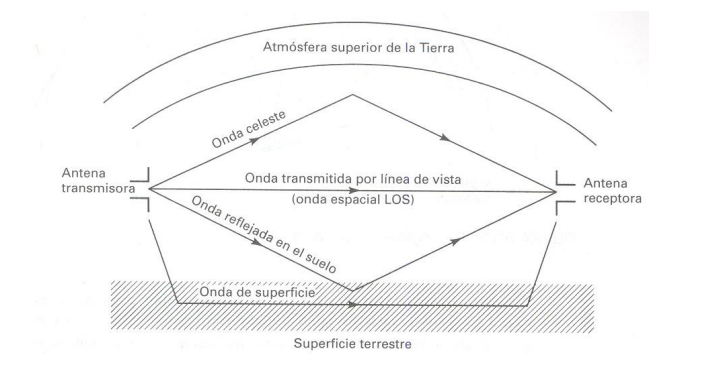 Atmósfera superior de la Tierra
Onda celeste
Antena
transmisora
Onda transmitida por línea de vista
(onda espacial LOS)
Antena
receptora
Onda reflejada en el suelo
Onda de superficie
Superficie terrestre